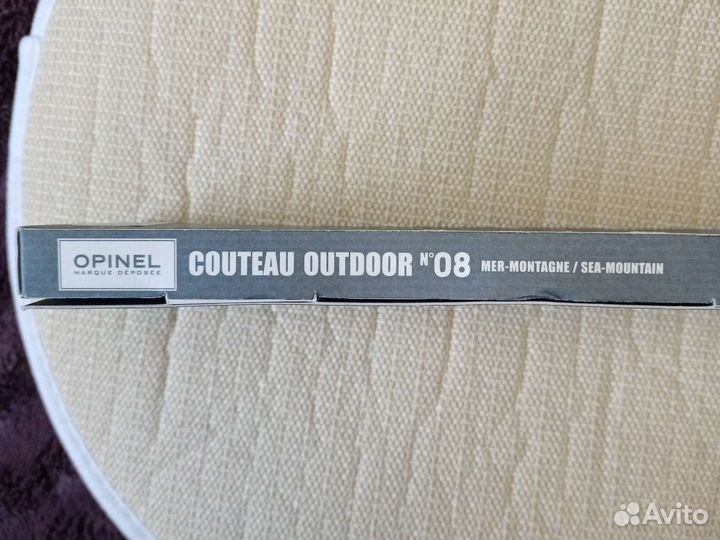 OPINEL
MARQUE DÉPOSÉE
COUTEAU OUTDOOR N°08 MER-MONTAGNE / SEA-MOUNTAIN
Avito